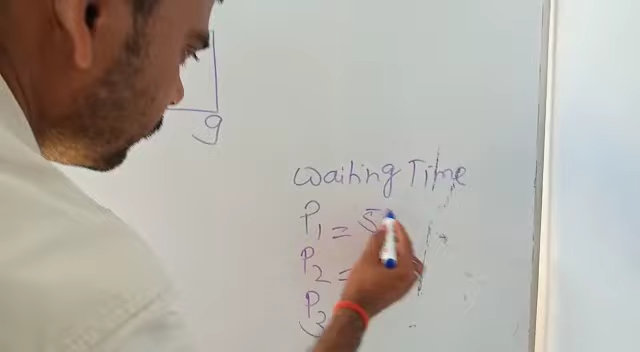 9
Waiting Time
P1 = 5
P2 =
P3